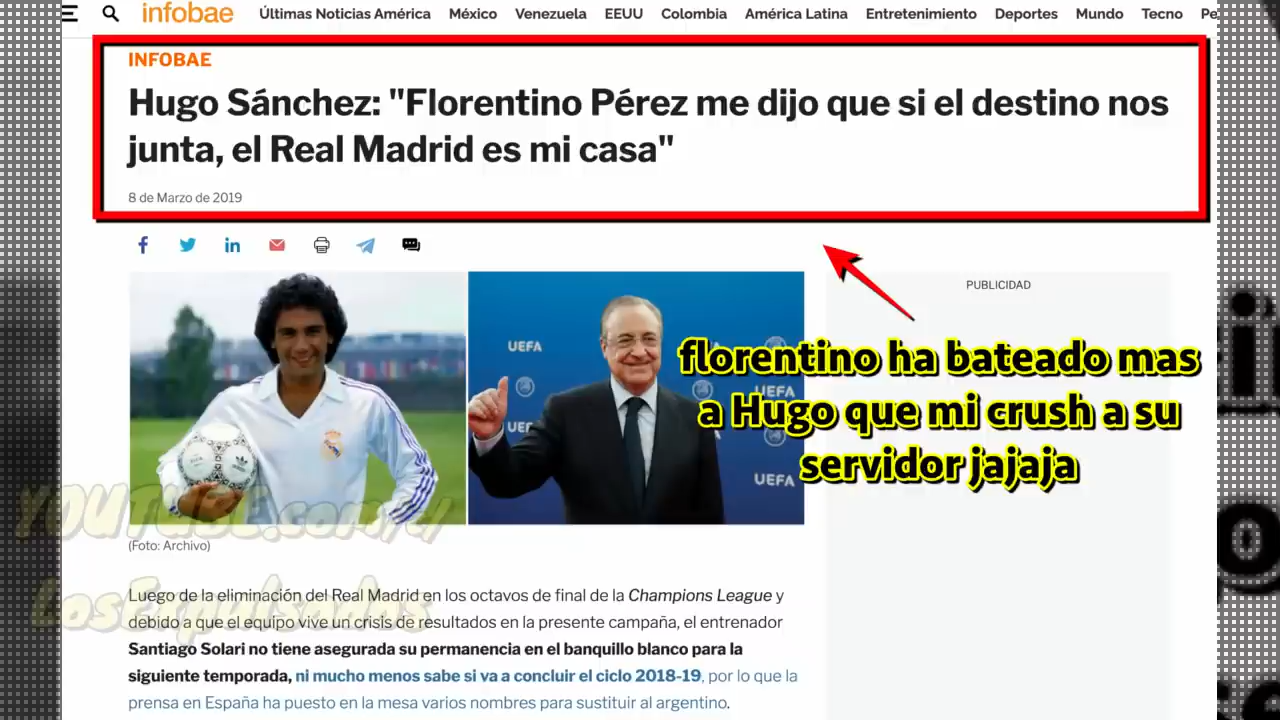 infobae Últimas Noticias América México Venezuela EEUU Colombia América Latina Entretenimiento Deportes Mundo Tecno Pe
INFOBAE
Hugo Sánchez: "Florentino Pérez me dijo que si el destino nos
junta, el Real Madrid es mi casa"
8 de Marzo de 2019
PUBLICIDAD
UEFA
UEFA
UEFA
florentino ha bateado mas
a Hugo que mi crush a su
servidor jajaja
YOUTUBE.com/c/
(Foto: Archivo)
LosExpulsados
Luego de la eliminación del Real Madrid en los octavos de final de la Champions League y
debido a que el equipo vive un crisis de resultados en la presente campaña, el entrenador
Santiago Solari no tiene asegurada su permanencia en el banquillo blanco para la
siguiente temporada, ni mucho menos sabe si va a concluir el ciclo 2018-19, por lo que la
prensa en España ha puesto en la mesa varios nombres para sustituir al argentino.